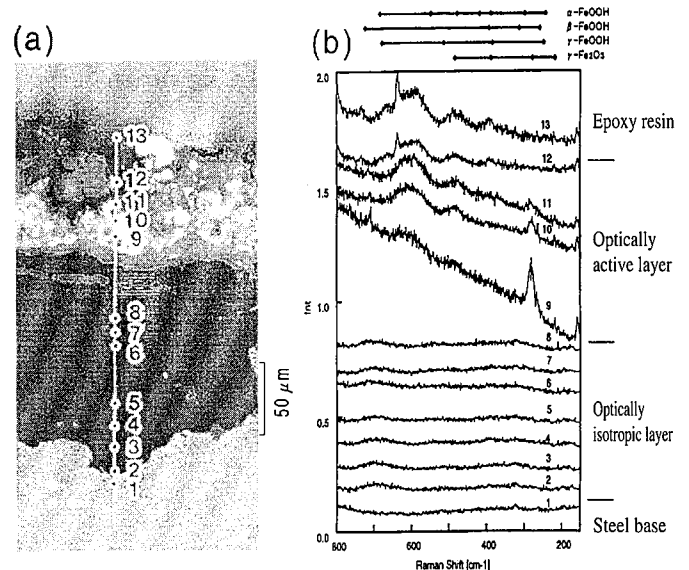 (a)
13
12
11
10
9
8
7
6
5
4
3
2
1
50 μm
(b)
α-FeOOH
β-FeOOH
γ-FeOOH
γ-Fe2O3
2.0
1.5
1.0
Int
0.5
0.0
13
12
11
10
9
8
7
6
5
4
3
2
1
Epoxy resin
Optically
active layer
Optically
isotropic layer
Steel base
800
600
400
200
Raman Shift [cm-1]